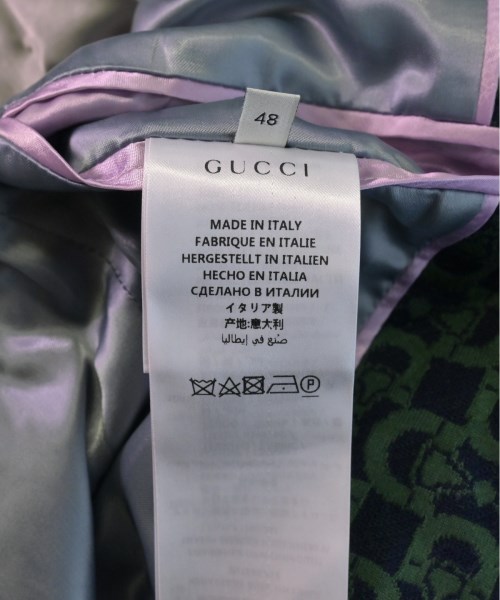 48
GUCCI
MADE IN ITALY
FABRIQUE EN ITALIE
HERGESTELLT IN ITALIEN
HECHO EN ITALIA
СДЕЛАНО В ИТАЛИИ
イタリア製
产地:意大利
صنع في إيطاليا
P